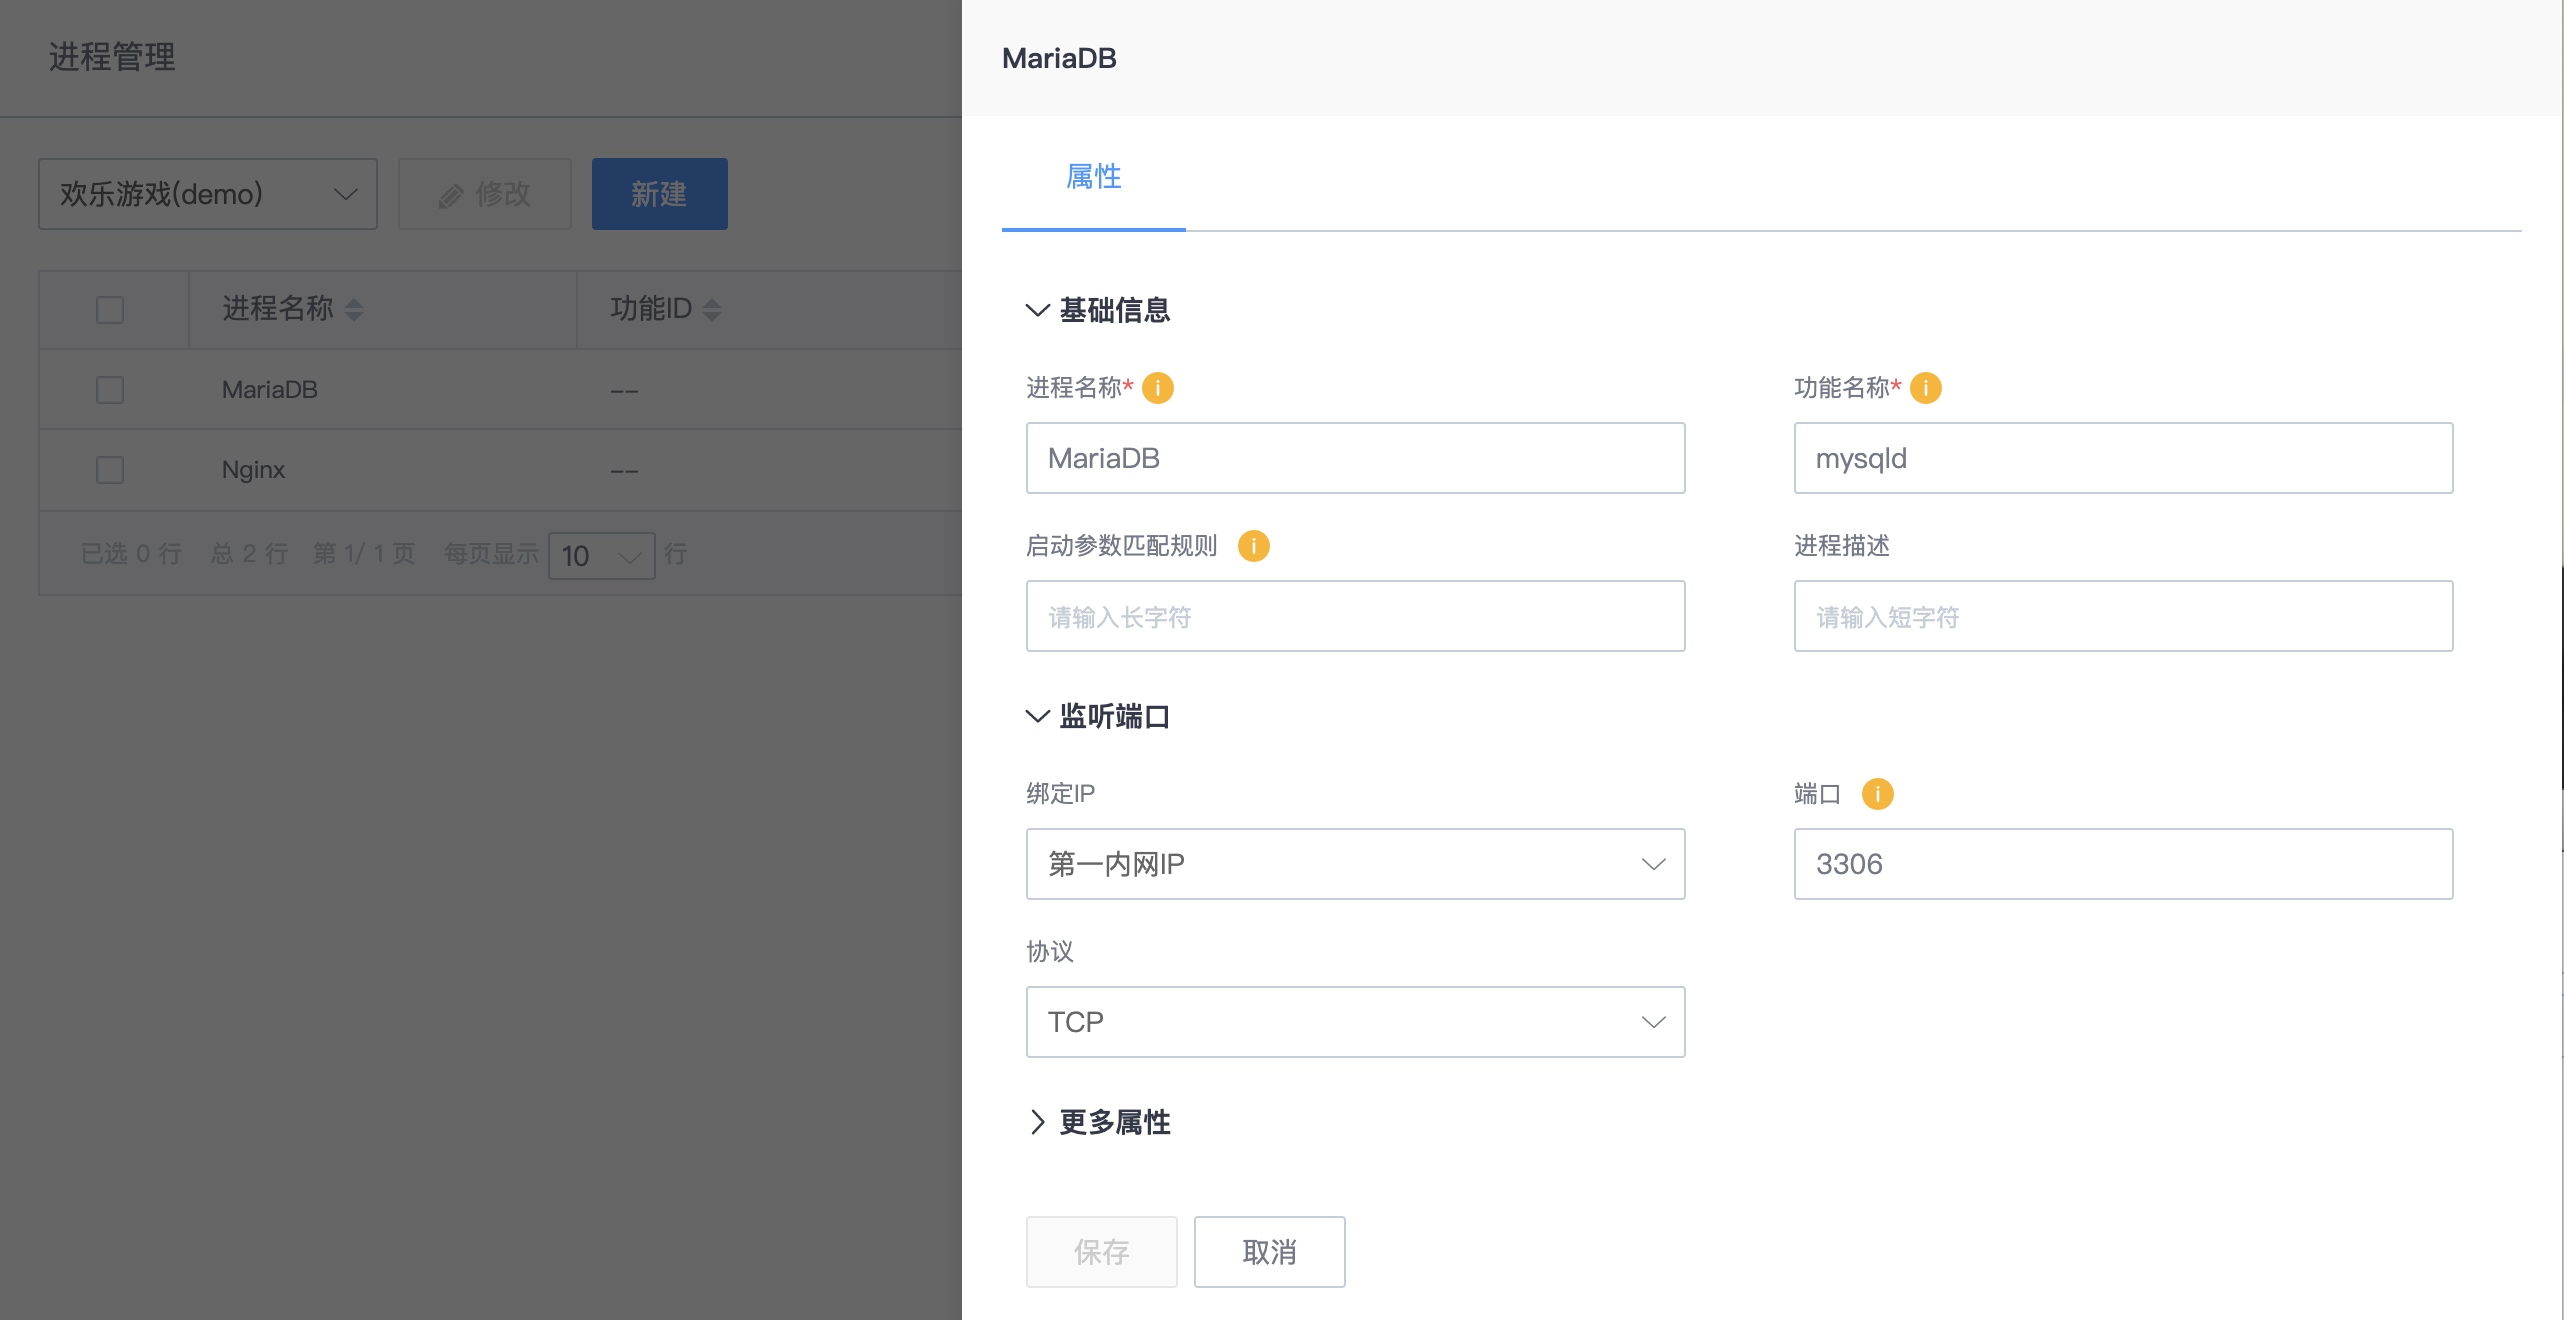 进程管理
欢乐游戏(demo)
修改
新建
进程名称
功能ID
MariaDB
--
Nginx
--
已选 0 行 总 2 行 第 1/ 1 页 每页显示 10 行
MariaDB
属性
基础信息
进程名称*
功能名称*
MariaDB
mysqld
启动参数匹配规则
进程描述
请输入长字符
请输入短字符
监听端口
绑定IP
端口
第一内网IP
3306
协议
TCP
更多属性
保存
取消